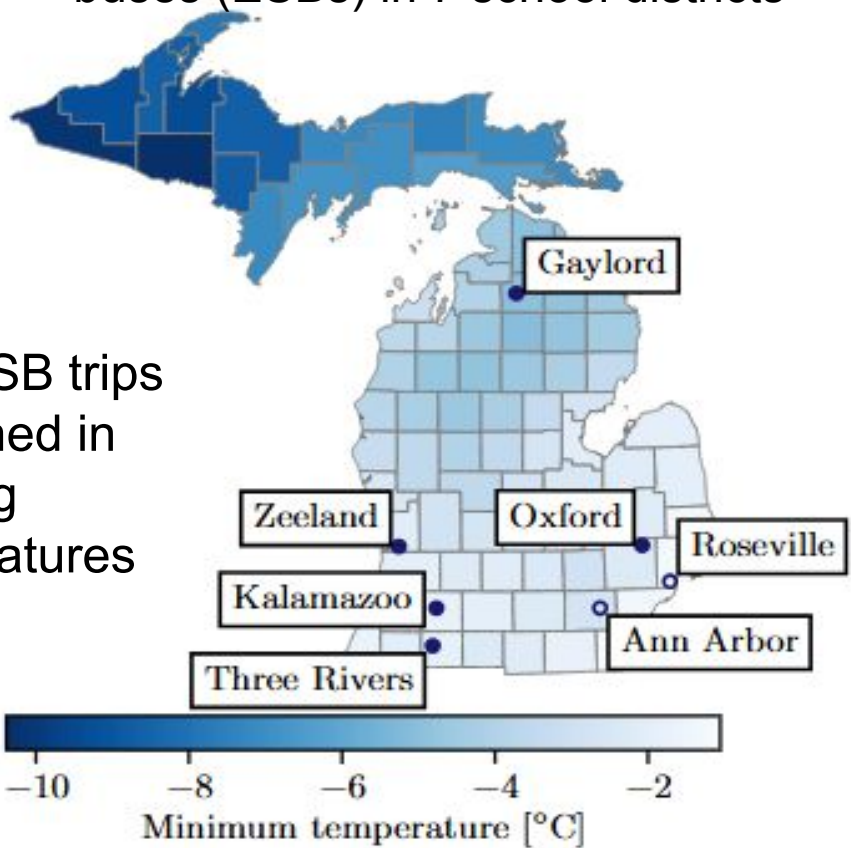 buses (ESBs) in 7 school districts
Gaylord
SB trips
ned in
g
atures
Zeeland
Oxford
Roseville
Kalamazoo
Ann Arbor
Three Rivers
−10 −8 −6 −4 −2
Minimum temperature [°C]